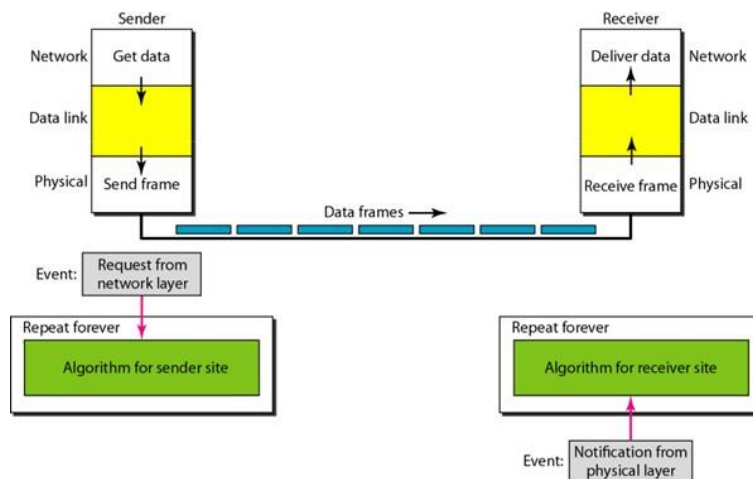 Sender
Receiver
Network
Get data
Deliver data
Network
Data link
Data link
Physical
Send frame
Receive frame
Physical
Data frames
Event:
Request from
network layer
Repeat forever
Algorithm for sender site
Repeat forever
Algorithm for receiver site
Event:
Notification from
physical layer